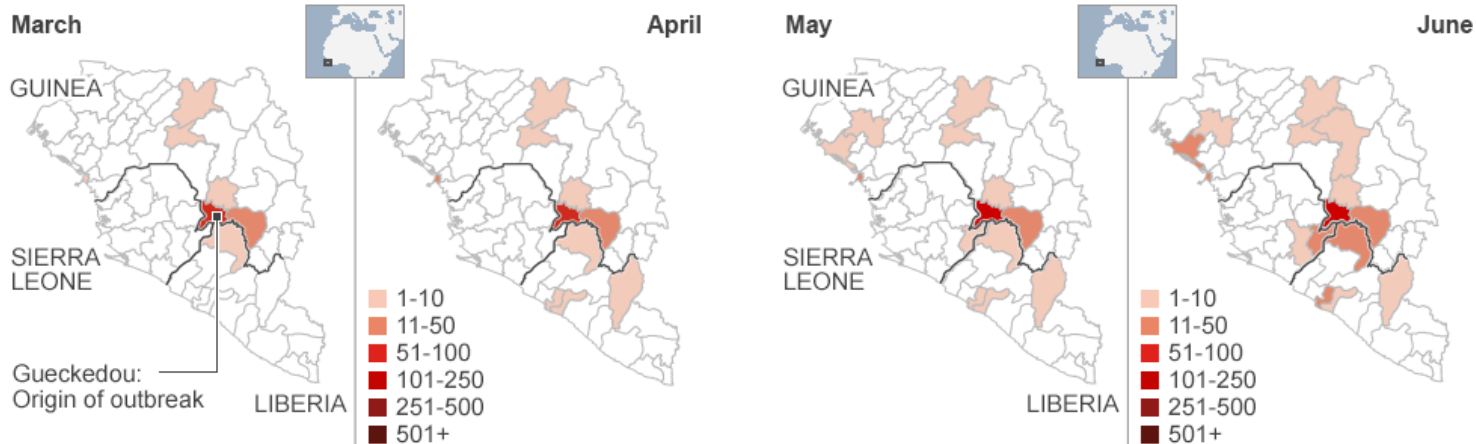 March
April
GUINEA
SIERRA
LEONE
Gueckedou:
Origin of outbreak
LIBERIA
1-10
11-50
51-100
101-250
251-500
501+
May
June
GUINEA
SIERRA
LEONE
LIBERIA
1-10
11-50
51-100
101-250
251-500
501+